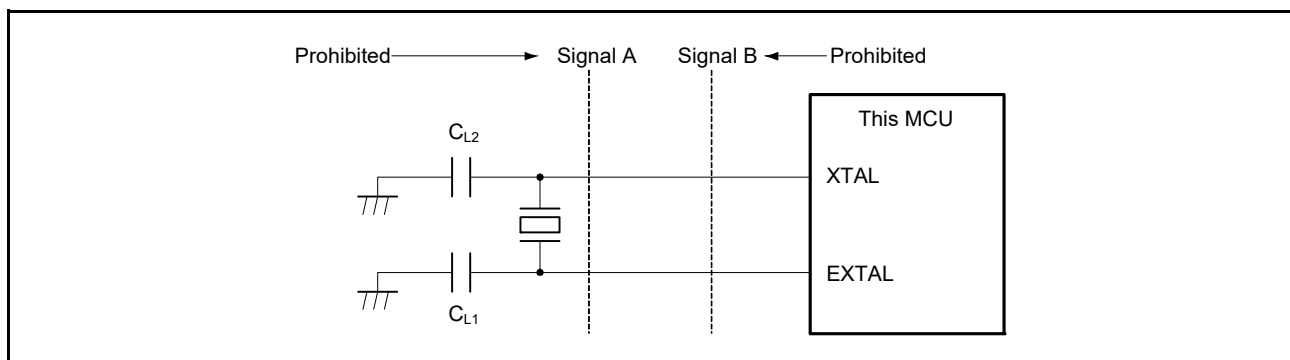 Prohibited Signal A Signal B Prohibited
This MCU
CL2
XTAL
EXTAL
CL1